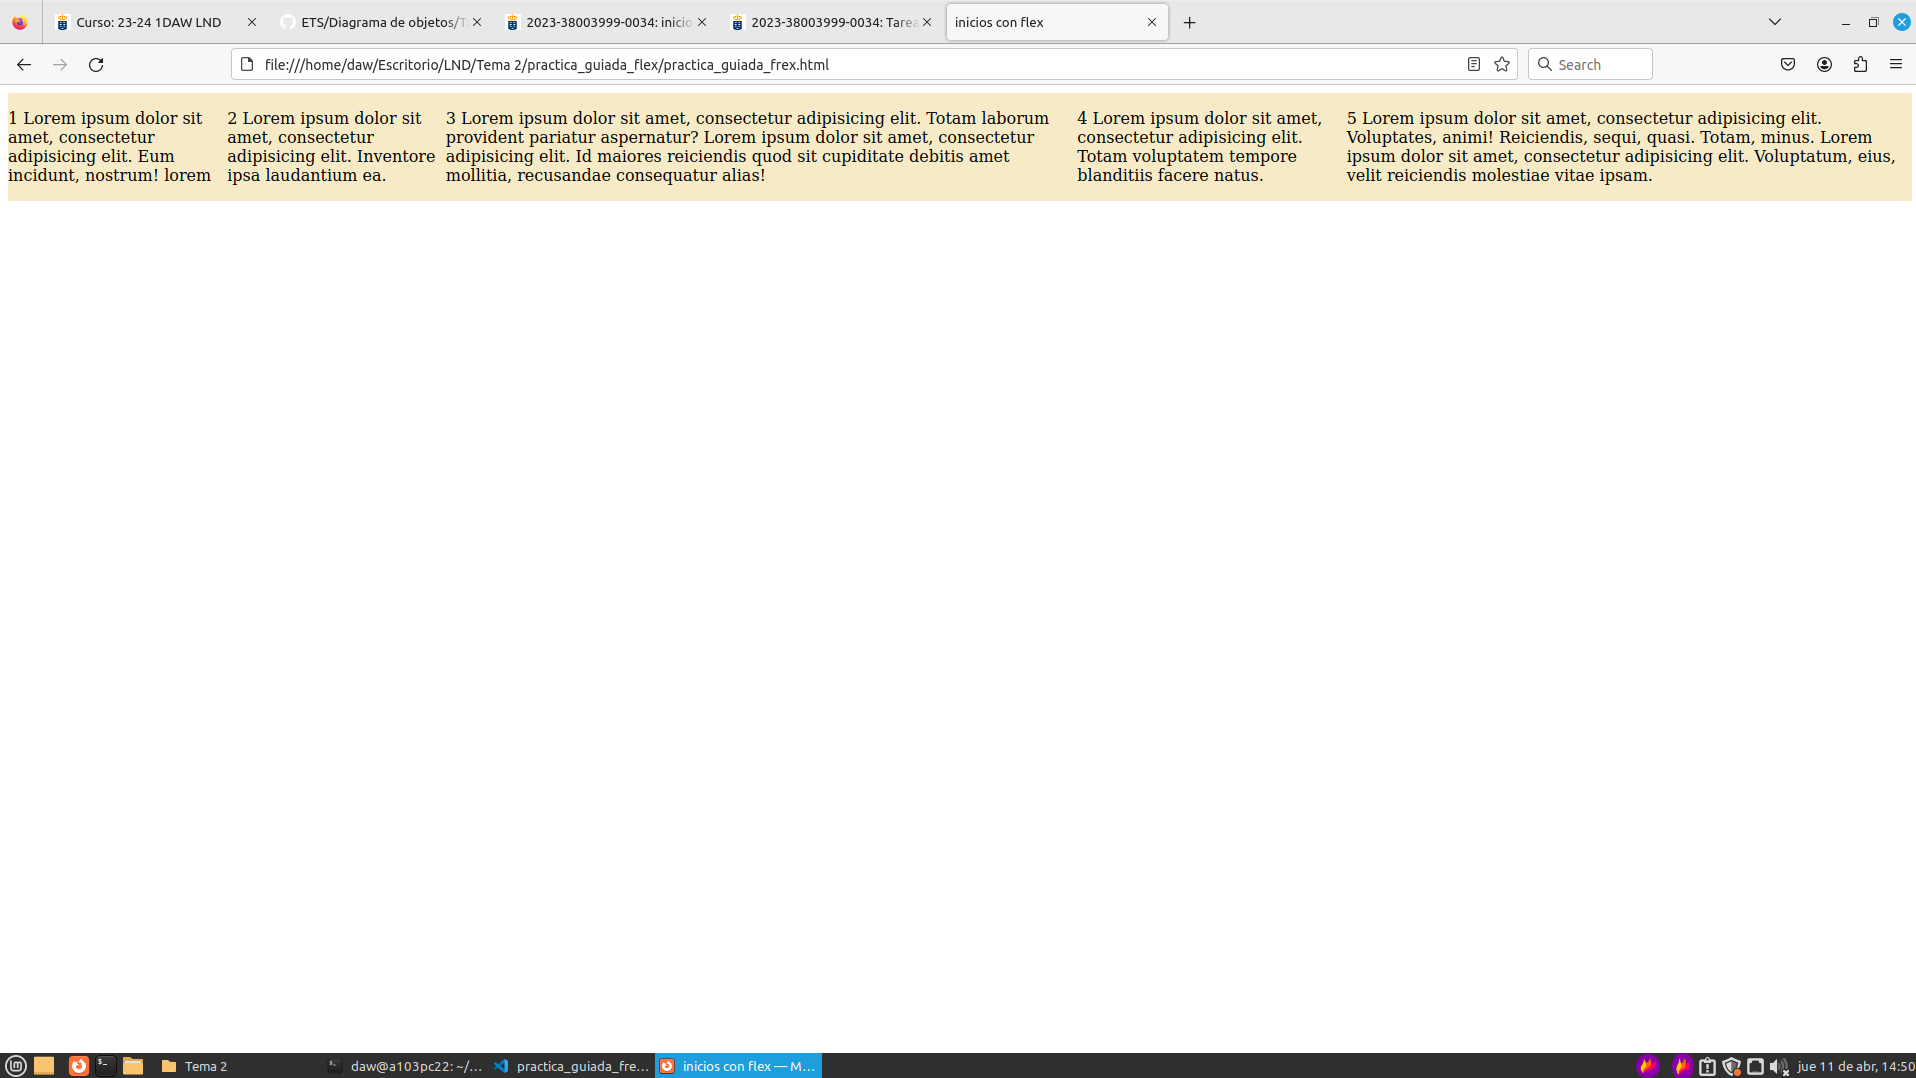 Curso: 23-24 1DAW LND
ETS/Diagrama de objetos/T
2023-38003999-0034: inicio
2023-38003999-0034: Tarea
inicios con flex
file:///home/daw/Escritorio/LND/Tema 2/practica_guiada_flex/practica_guiada_frex.html
Search
1 Lorem ipsum dolor sit
amet, consectetur
adipisicing elit. Eum
incidunt, nostrum! lorem
2 Lorem ipsum dolor sit
amet, consectetur
adipisicing elit. Inventore
ipsa laudantium ea.
3 Lorem ipsum dolor sit amet, consectetur adipisicing elit. Totam laborum
provident pariatur aspernatur? Lorem ipsum dolor sit amet, consectetur
adipisicing elit. Id maiores reiciendis quod sit cupiditate debitis amet
mollitia, recusandae consequatur alias!
4 Lorem ipsum dolor sit amet,
consectetur adipisicing elit.
Totam voluptatem tempore
blanditiis facere natus.
5 Lorem ipsum dolor sit amet, consectetur adipisicing elit.
Voluptates, animi! Reiciendis, sequi, quasi. Totam, minus. Lorem
ipsum dolor sit amet, consectetur adipisicing elit. Voluptatum, eius,
velit reiciendis molestiae vitae ipsam.
Tema 2
daw@a103pc22: ~/...
practica_guiada_fre...
inicios con flex — M...
jue 11 de abr, 14:50